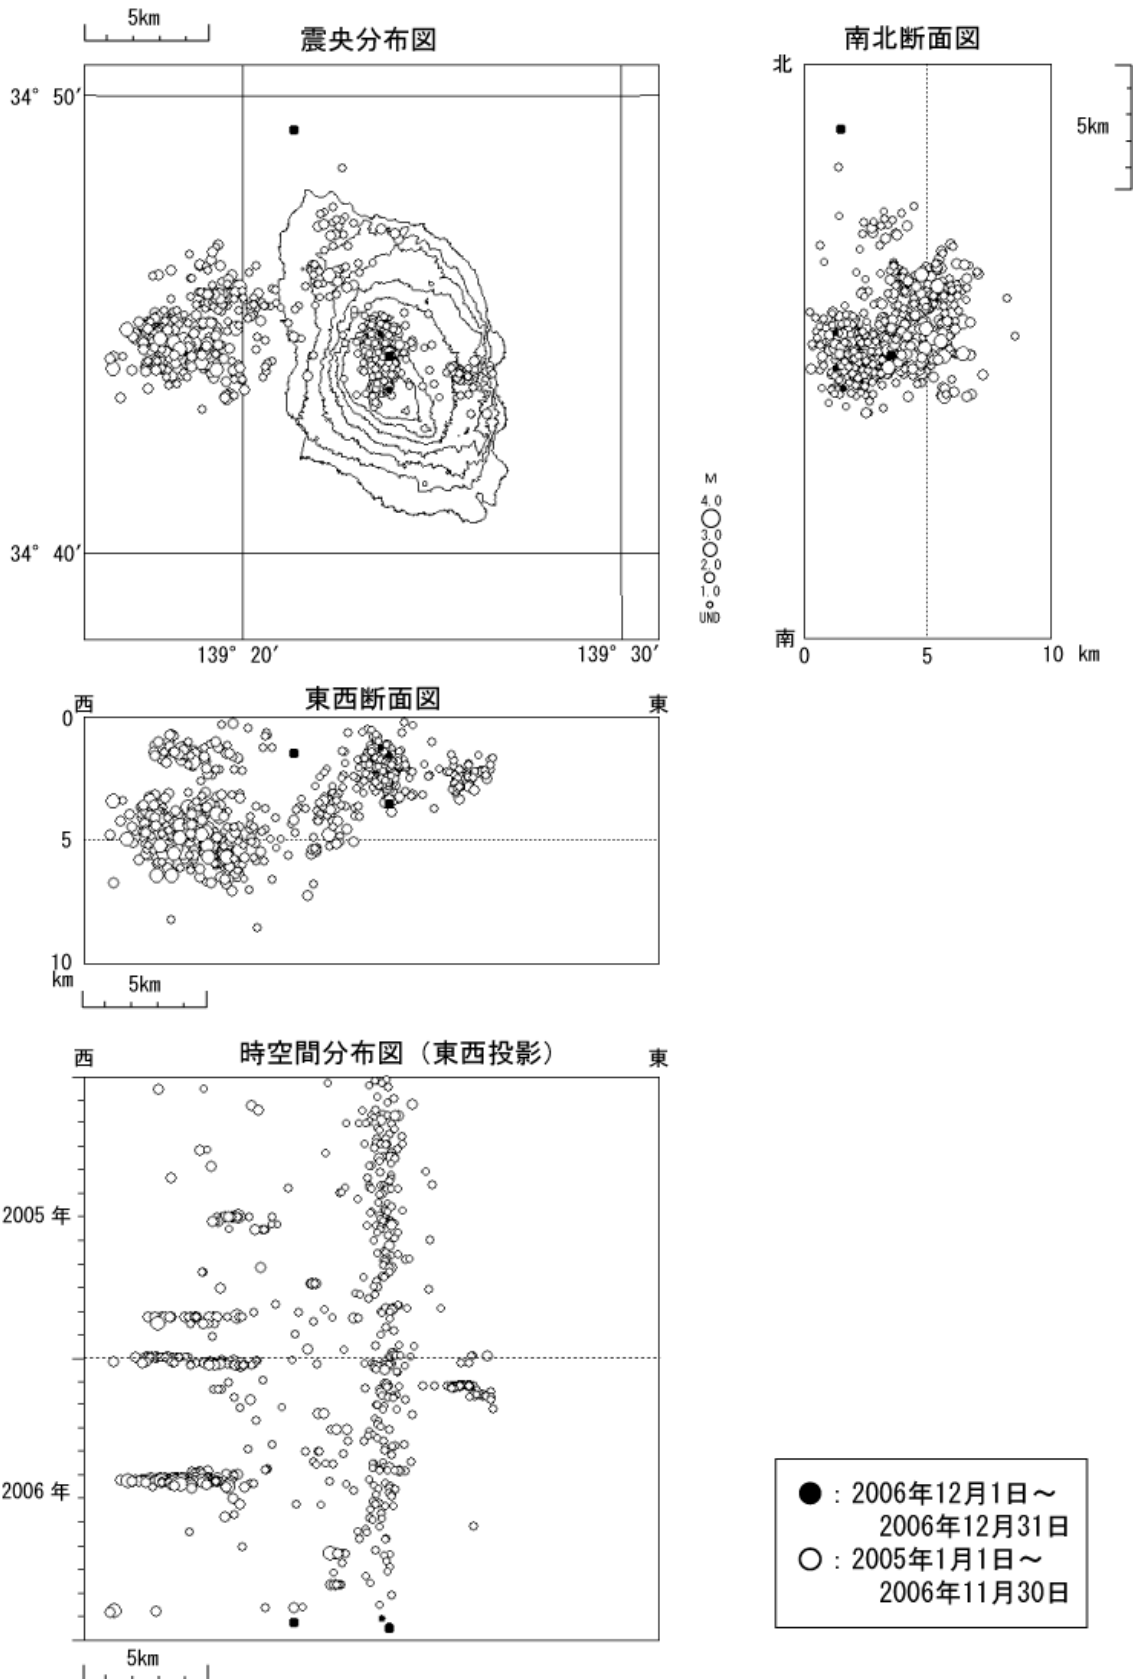 5km
震央分布図
南北断面図
北
34° 50′
5km
34° 40′
M
4.0
3.0
2.0
1.0
UND
139° 20′
139° 30′
南
0
5
10 km
西
東西断面図
東
0
5
10
km
5km
西
時空間分布図（東西投影）
東
2005 年
2006 年
● : 2006年12月1日～
2006年12月31日
○ : 2005年1月1日～
2006年11月30日
5km